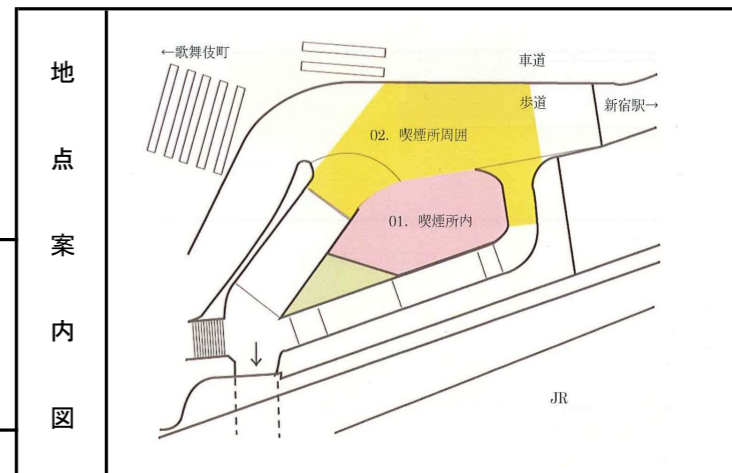 地点案内図
←歌舞伎町
車道
歩道
新宿駅→
02. 喫煙所周囲
01. 喫煙所内
JR